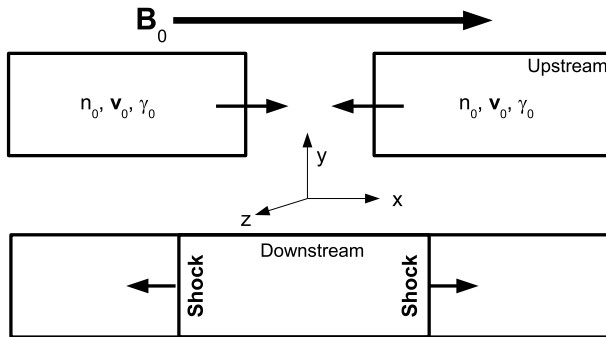 B₀
Upstream
n₀, v₀, γ₀
n₀, v₀, γ₀
y
x
z
Downstream
Shock
Shock